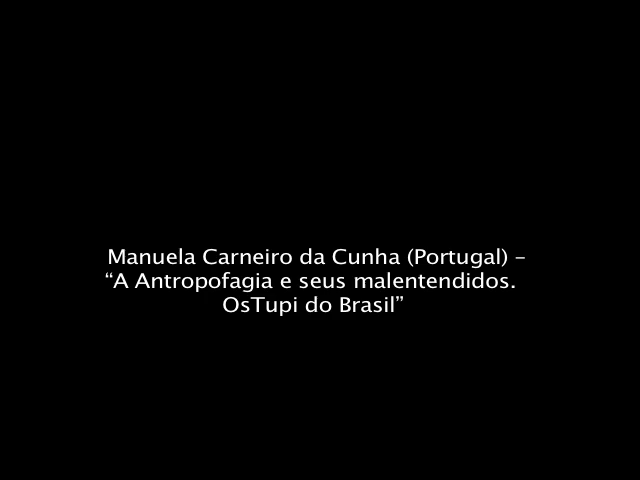 Manuela Carneiro da Cunha (Portugal) –
“A Antropofagia e seus malentendidos.
OsTupi do Brasil”